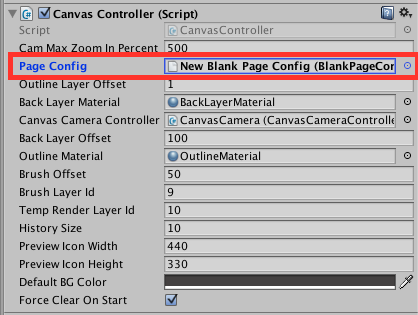 Canvas Controller (Script)
Script CanvasController
Cam Max Zoom In Percent 500
Page Config New Blank Page Config (BlankPageCor
Outline Layer Offset 1
Back Layer Material BackLayerMaterial
Canvas Camera Controller CanvasCamera (CanvasCameraControlle
Back Layer Offset 100
Outline Material OutlineMaterial
Brush Offset 50
Brush Layer Id 9
Temp Render Layer Id 10
History Size 10
Preview Icon Width 440
Preview Icon Height 330
Default BG Color
Force Clear On Start